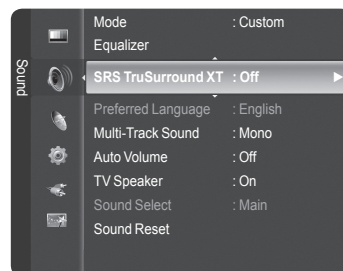 Sound
Mode : Custom
Equalizer
SRS TruSurround XT : Off
Preferred Language : English
Multi-Track Sound : Mono
Auto Volume : Off
TV Speaker : On
Sound Select : Main
Sound Reset